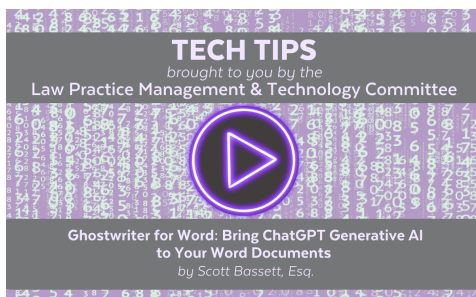 TECH TIPS
brought to you by the
Law Practice Management & Technology Committee
Ghostwriter for Word: Bring ChatGPT Generative AI
to Your Word Documents
by Scott Bassett, Esq.